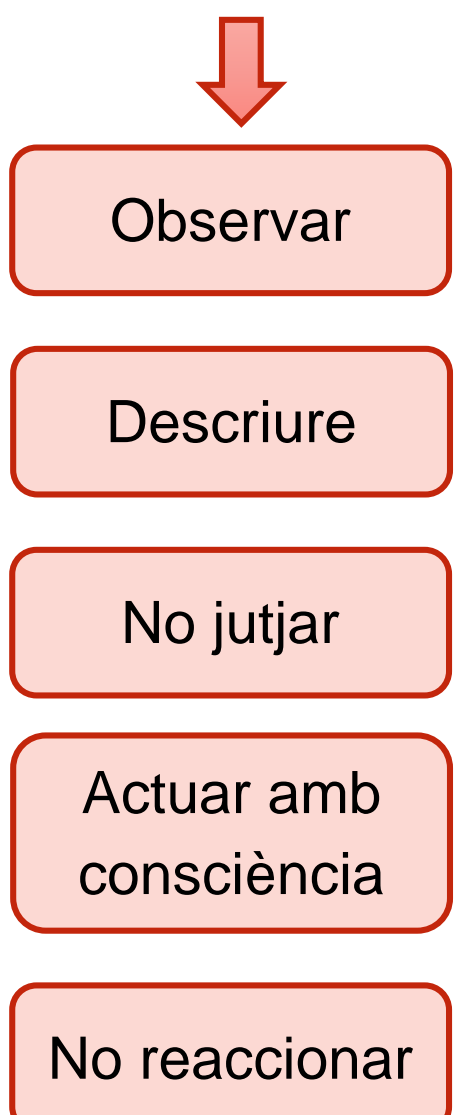 Observar
Descriure
No jutjar
Actuar amb
consciència
No reaccionar